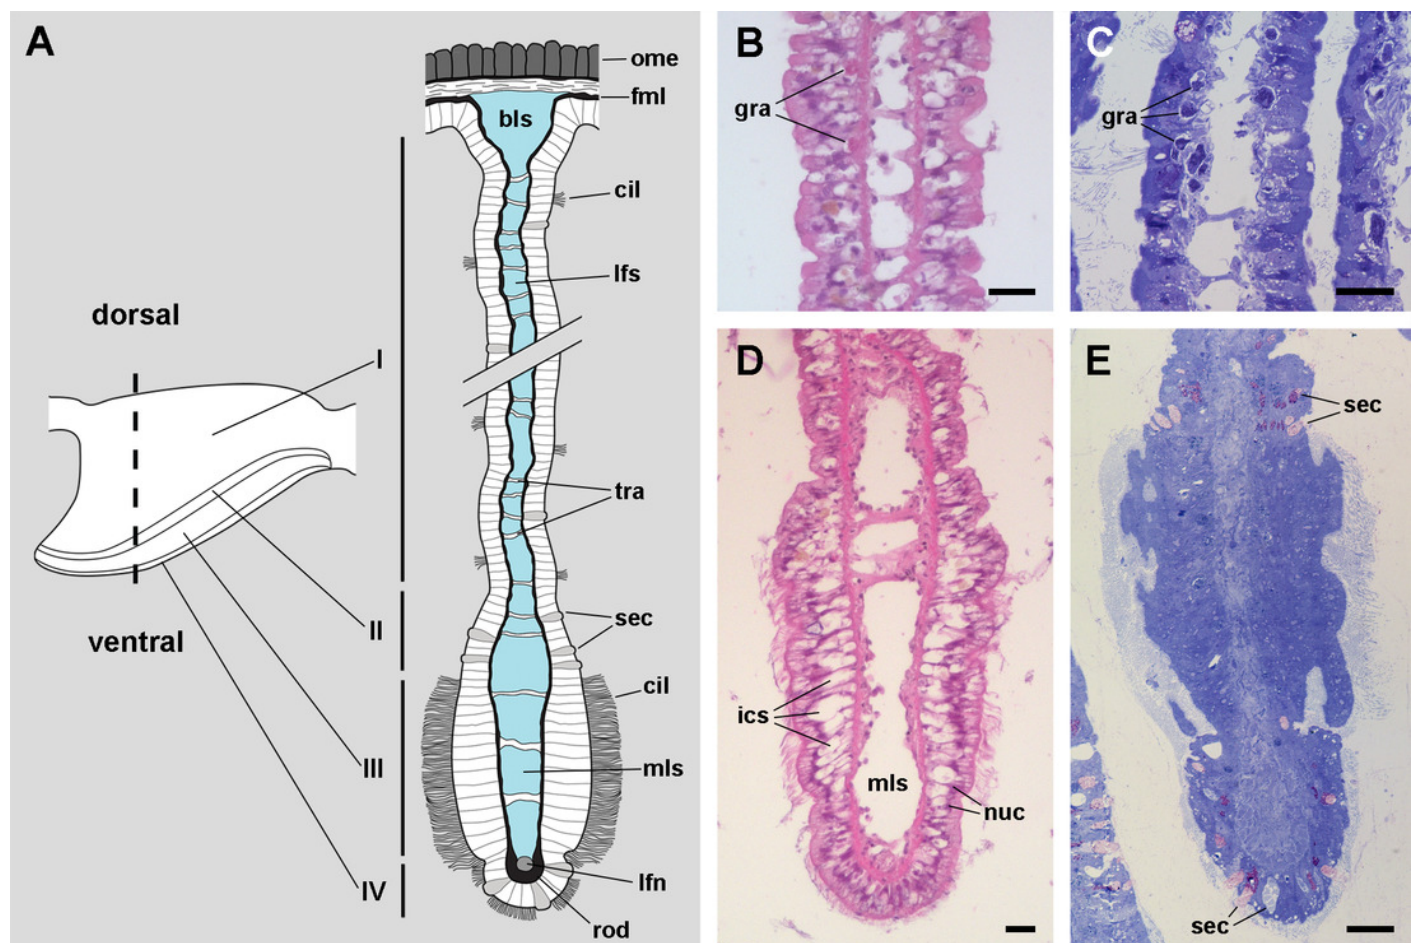 A
ome
fml
bls
cil
lfs
dorsal
I
tra
ventral
II
sec
cil
III
mls
IV
lfn
rod
B
gra
C
gra
D
ics
mls
nuc
E
sec
sec